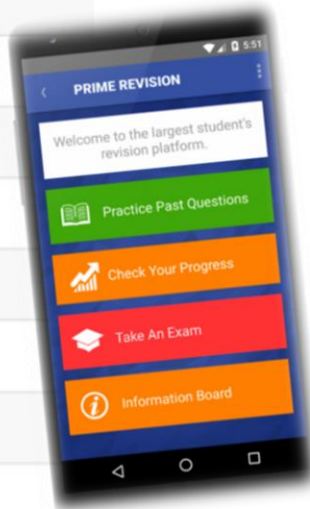 5:51
PRIME REVISION
Welcome to the largest student's
revision platform.
Practice Past Questions
Check Your Progress
Take An Exam
Information Board